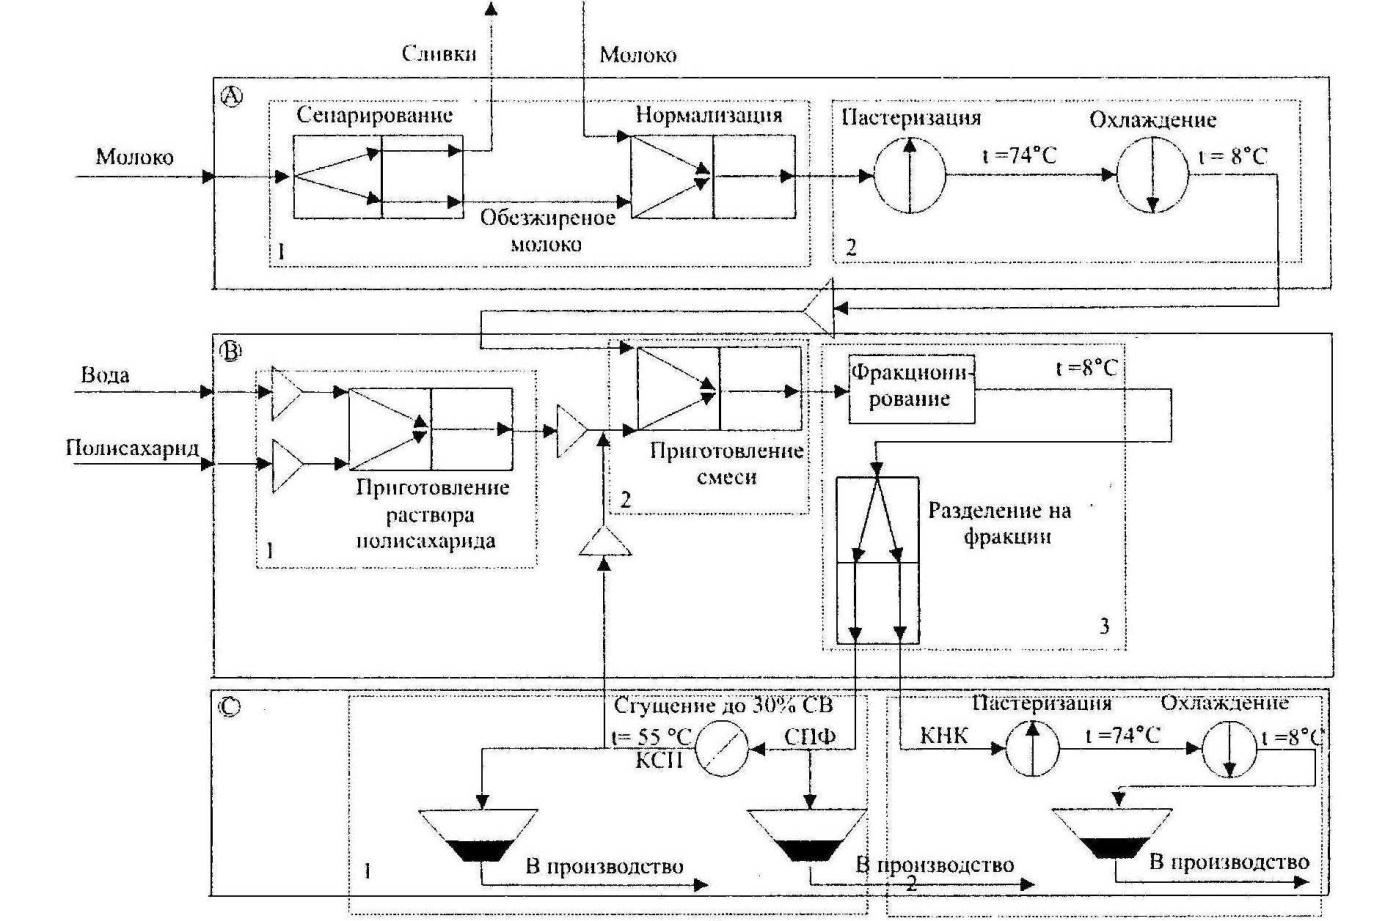 Сливки
Молоко
A
Сепарирование
Нормализация
Пастеризация
Охлаждение
Молоко
t =74°C
t = 8°C
Обезжиреное
молоко
1
2
B
Вода
Полисахарид
Приготовление
раствора
полисахарида
1
Приготовление
смеси
2
Фракциони-
рование
t =8°C
Разделение на
фракции
3
C
Сгущение до 30% СВ
t= 55 °C
КСП
СПФ
КНК
Пастеризация
t =74°C
Охлаждение
t =8°C
1
В производство
В производство
2
В производство